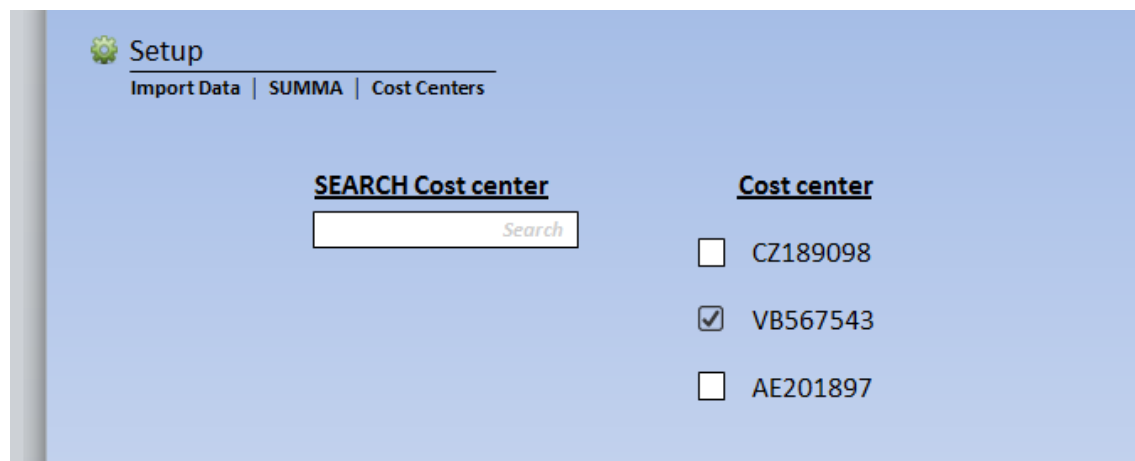 Setup
Import Data | SUMMA | Cost Centers
SEARCH Cost center
Search
Cost center
CZ189098
VB567543
AE201897